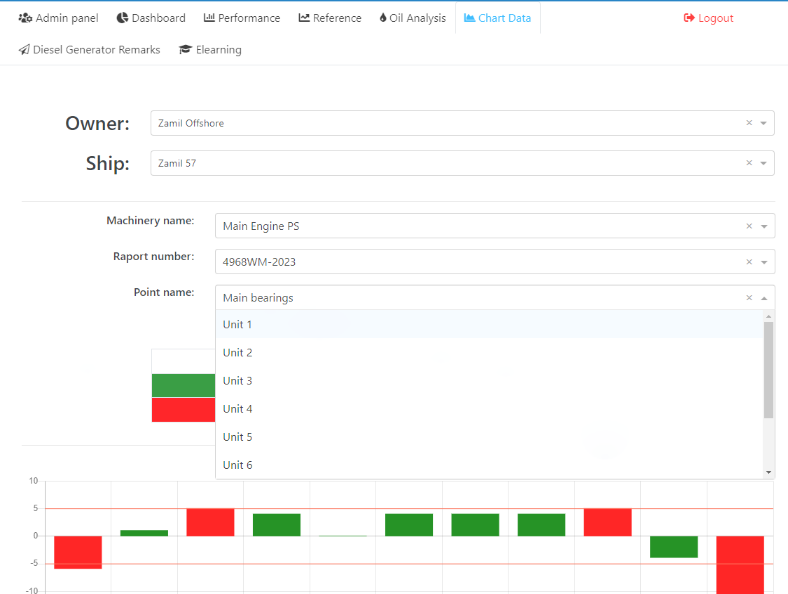 Admin panel Dashboard Performance Reference Oil Analysis Chart Data Logout
Diesel Generator Remarks Elearning
Owner: Zamil Offshore × 
Ship: Zamil 57 ×
Machinery name: Main Engine PS ×
Raport number: 4968WM-2023 ×
Point name: Main bearings ×
Unit 1
Unit 2
Unit 3
Unit 4
Unit 5
Unit 6
10
5
0
-5
-10